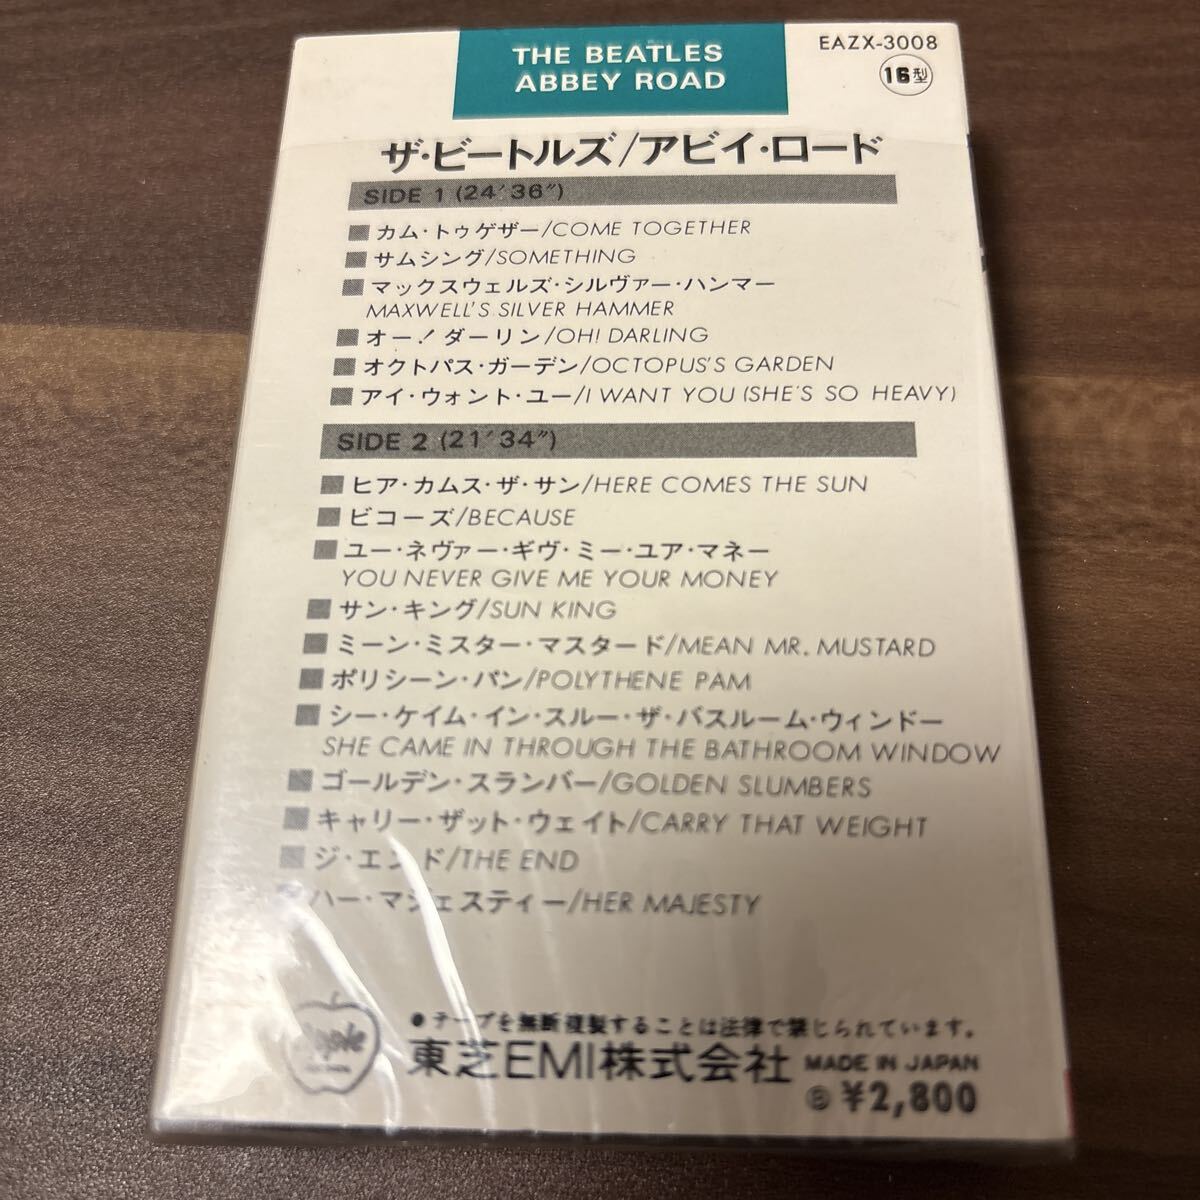 THE BEATLES
ABBEY ROAD
EAZX-3008
16型
ザ・ビートルズ/アビイ・ロード
SIDE 1 (24′36″)
カム・トゥゲザー/COME TOGETHER
サムシング/SOMETHING
マックスウェルズ・シルヴァー・ハンマー
MAXWELL'S SILVER HAMMER
オー!ダーリン/OH! DARLING
オクトパス・ガーデン/OCTOPUS'S GARDEN
アイ・ウォント・ユー/I WANT YOU (SHE'S SO HEAVY)
SIDE 2 (21′34″)
ヒア・カムス・ザ・サン/HERE COMES THE SUN
ビコーズ/BECAUSE
ユー・ネヴァー・ギヴ・ミー・ユア・マネー
YOU NEVER GIVE ME YOUR MONEY
サン・キング/SUN KING
ミーン・ミスター・マスタード/MEAN MR. MUSTARD
ポリシーン・パン/POLYTHENE PAM
シー・ケイム・イン・スルー・ザ・バスルーム・ウィンドー
SHE CAME IN THROUGH THE BATHROOM WINDOW
ゴールデン・スランバー/GOLDEN SLUMBERS
キャリー・ザット・ウェイト/CARRY THAT WEIGHT
ジ・エンド/THE END
ハー・マジェスティー/HER MAJESTY
Apple
●テープを無断複製することは法律で禁じられています。
東芝EMI株式会社 MADE IN JAPAN
¥2,800